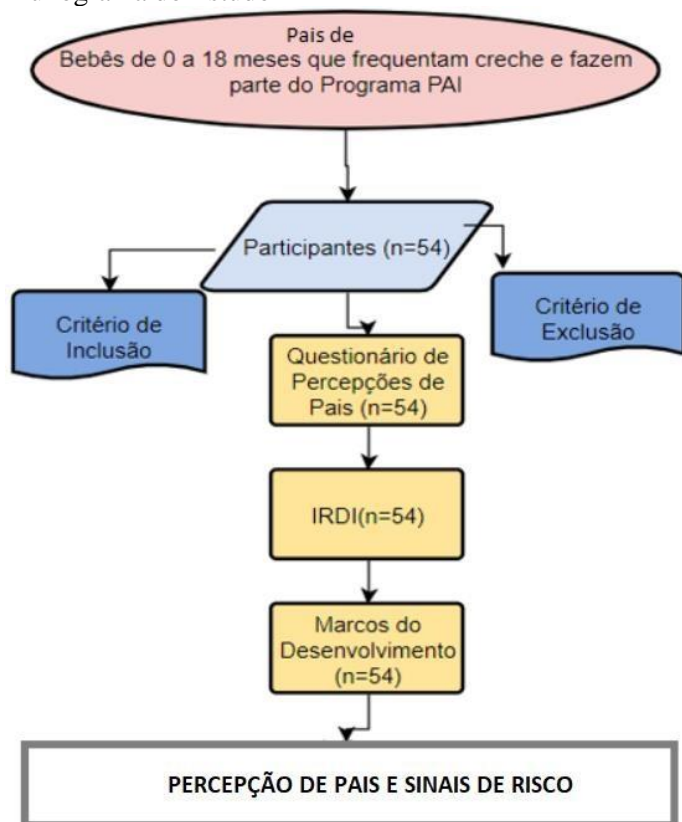 Pais de
Bebês de 0 a 18 meses que frequentam creche e fazem
parte do Programa PAI
Participantes (n=54)
Critério de
Inclusão
Critério de
Exclusão
Questionário de
Percepções de
Pais (n=54)
IRDI(n=54)
Marcos do
Desenvolvimento
(n=54)
PERCEPÇÃO DE PAIS E SINAIS DE RISCO